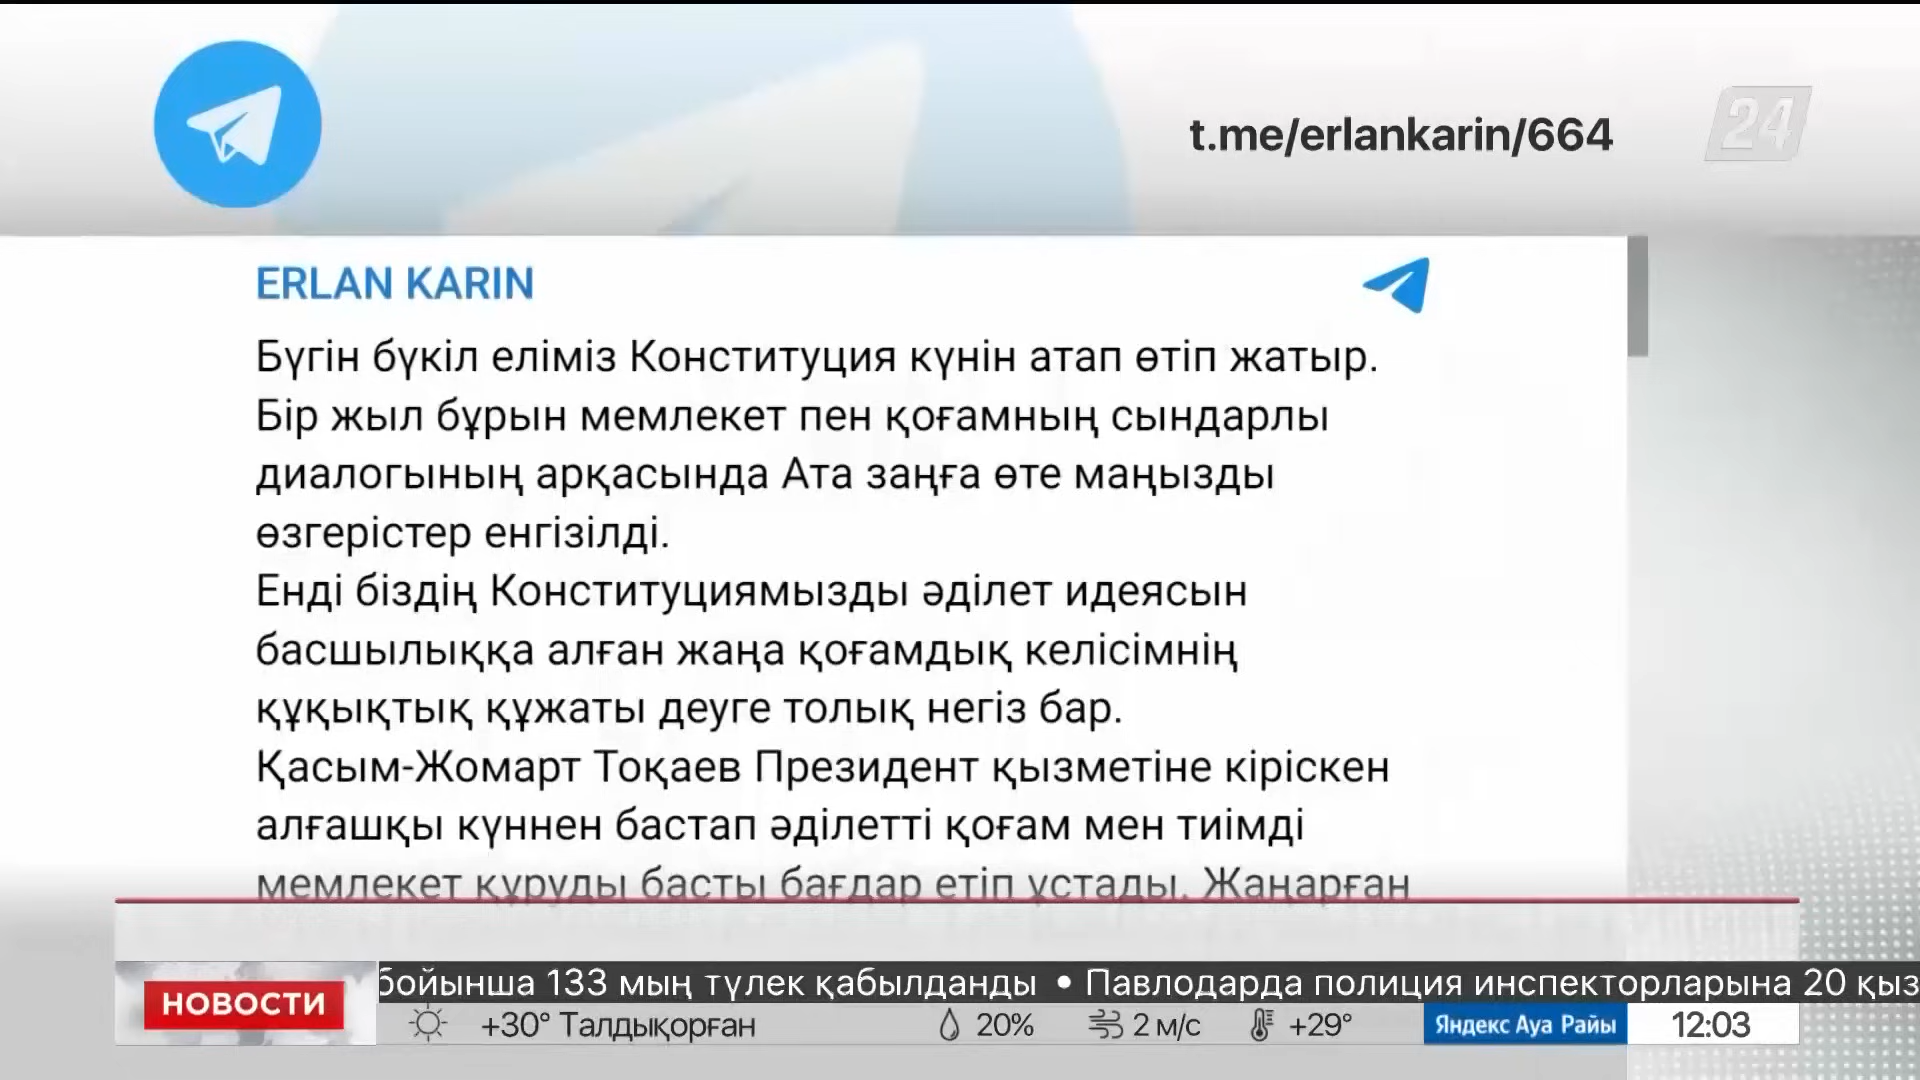 t.me/erlankarin/664
24
ERLAN KARIN
Бүгін бүкіл еліміз Конституция күнін атап өтіп жатыр.
Бір жыл бұрын мемлекет пен қоғамның сындарлы
диалогының арқасында Ата заңға өте маңызды
өзгерістер енгізілді.
Енді біздің Конституциямызды әділет идеясын
басшылыққа алған жаңа қоғамдық келісімнің
құқықтық құжаты деуге толық негіз бар.
Қасым-Жомарт Тоқаев Президент қызметіне кіріскен
алғашқы күннен бастап әділетті қоғам мен тиімді
мемлекет құруды басты бағдар етіп ұстады. Жаңарған
бойынша 133 мың түлек қабылданды • Павлодарда полиция инспекторларына 20 қыз
НОВОСТИ
+30° Талдықорған 20% 2 м/с +29° Яндекс Ауа Райы 12:03